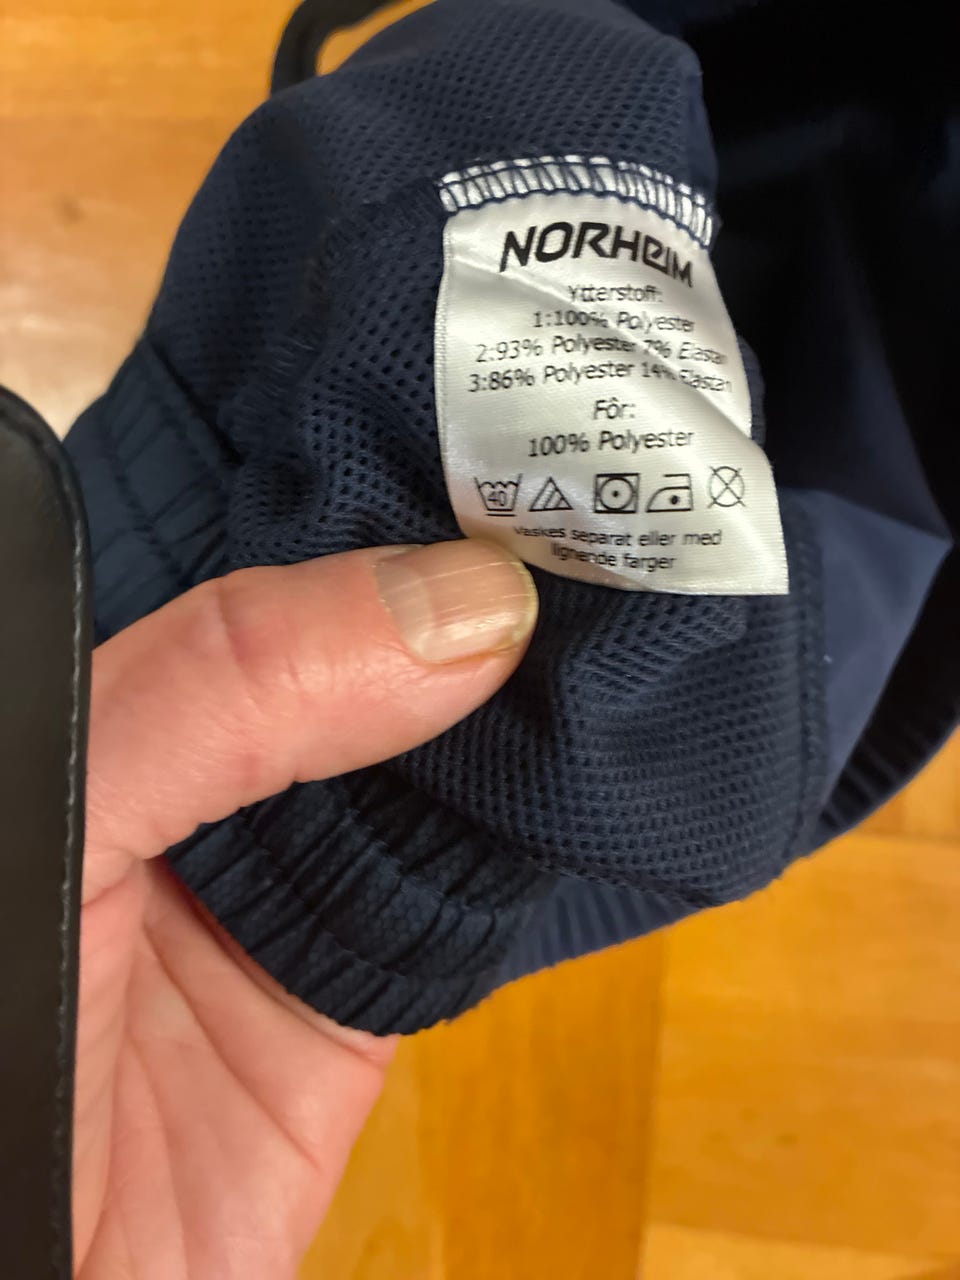 NORHEIM
Ytterstoff:
1:100% Polyester
2:93% Polyester 7% Elastan
3:86% Polyester 14% Elastan
Fôr:
100% Polyester
40
Vaskes separat eller med
lignende farger